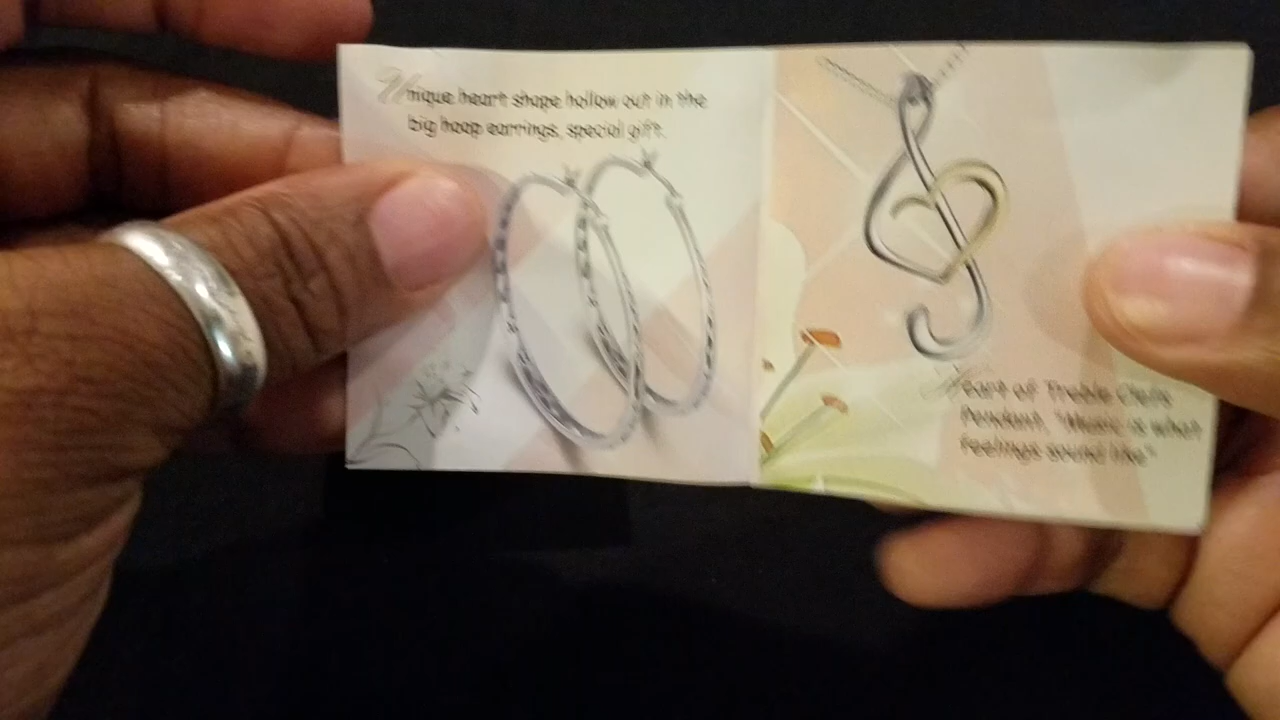 Unique heart shape hollow out in the
big hoop earrings, special gift.
Heart of Treble Clefs
Pendant, "Music is what
feelings sound like"